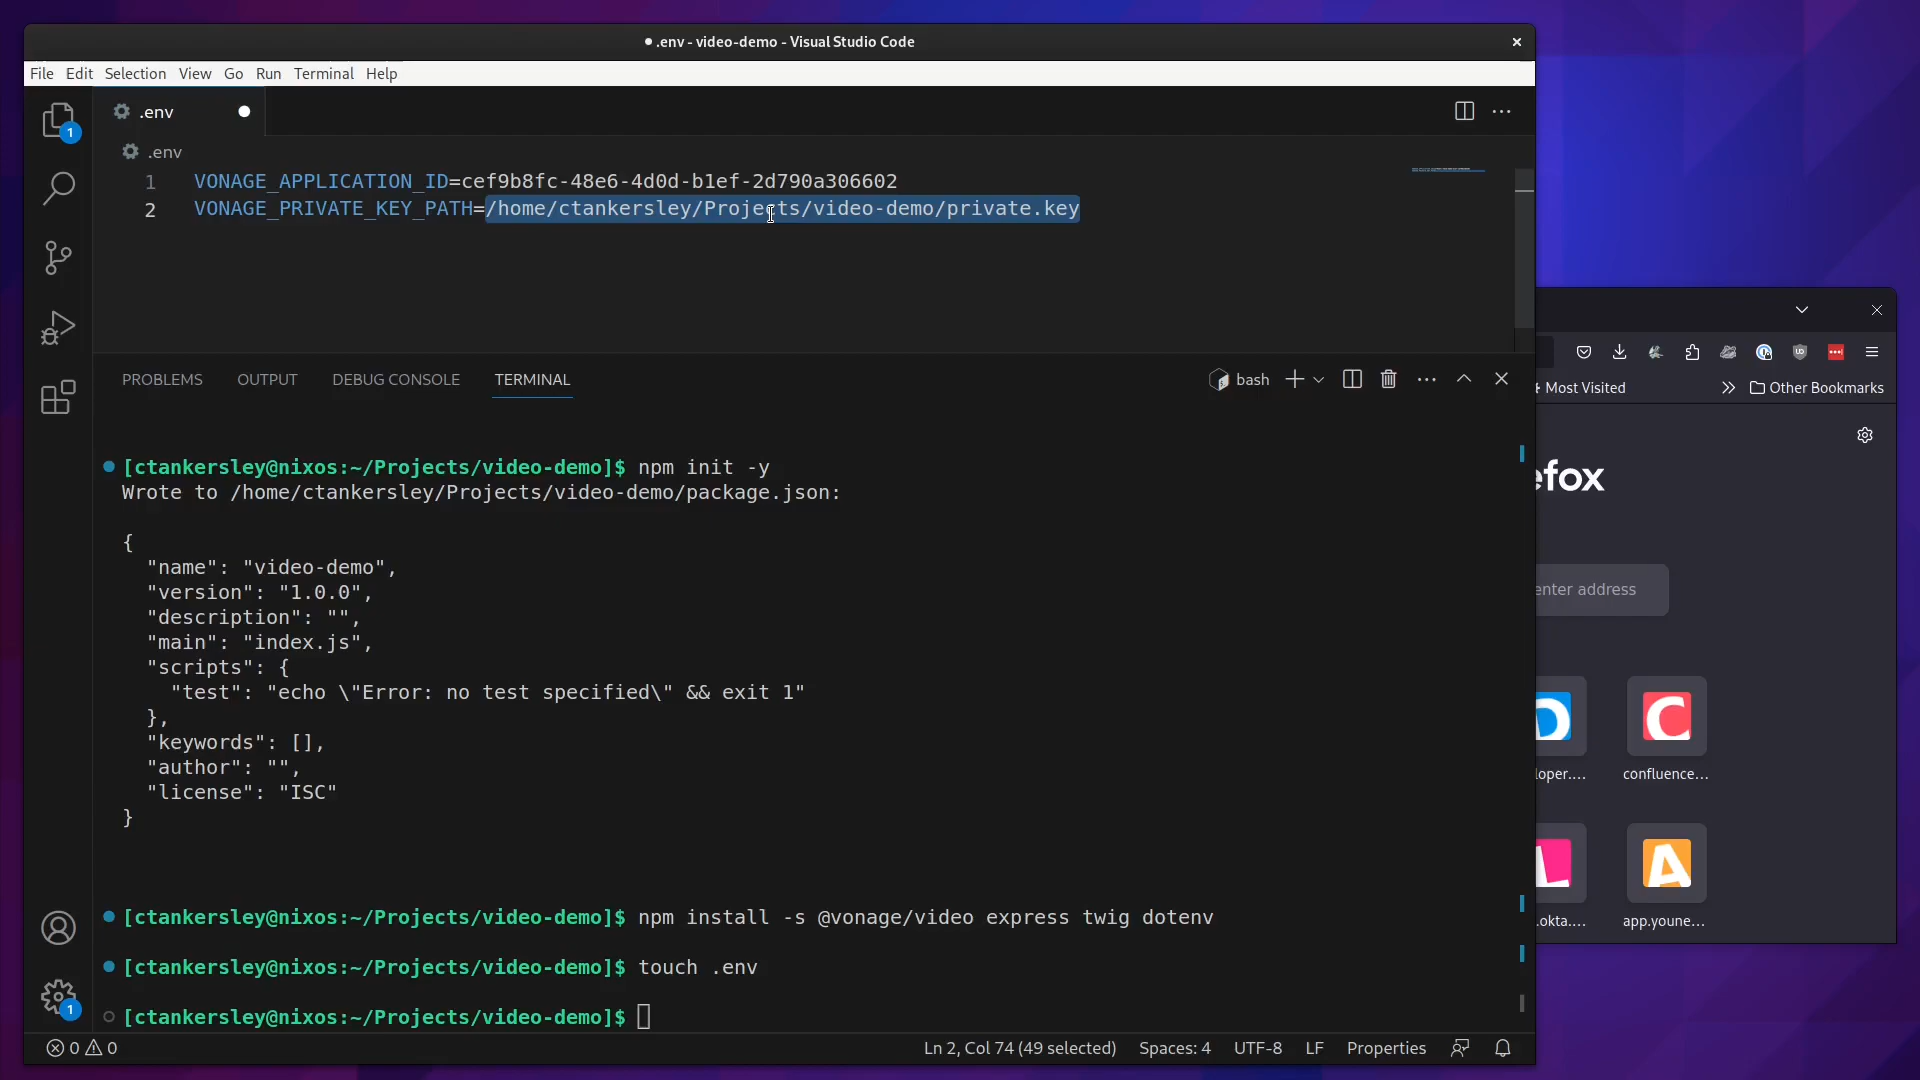 .env - video-demo - Visual Studio Code
File Edit Selection View Go Run Terminal Help
1
.env
.env
1 VONAGE_APPLICATION_ID=cef9b8fc-48e6-4d0d-b1ef-2d790a306602
2 VONAGE_PRIVATE_KEY_PATH=/home/ctankersley/Projects/video-demo/private.key
PROBLEMS OUTPUT DEBUG CONSOLE TERMINAL bash
[ctankersley@nixos:~/Projects/video-demo]$ npm init -y
Wrote to /home/ctankersley/Projects/video-demo/package.json:
{
"name": "video-demo",
"version": "1.0.0",
"description": "",
"main": "index.js",
"scripts": {
"test": "echo \"Error: no test specified\" && exit 1"
},
"keywords": [],
"author": "",
"license": "ISC"
}
[ctankersley@nixos:~/Projects/video-demo]$ npm install -s @vonage/video express twig dotenv
[ctankersley@nixos:~/Projects/video-demo]$ touch .env
[ctankersley@nixos:~/Projects/video-demo]$
1
0 0 Ln 2, Col 74 (49 selected) Spaces: 4 UTF-8 LF Properties
Most Visited Other Bookmarks
efox
enter address
D C
loper.... confluence...
L A
.okta.... app.youne...